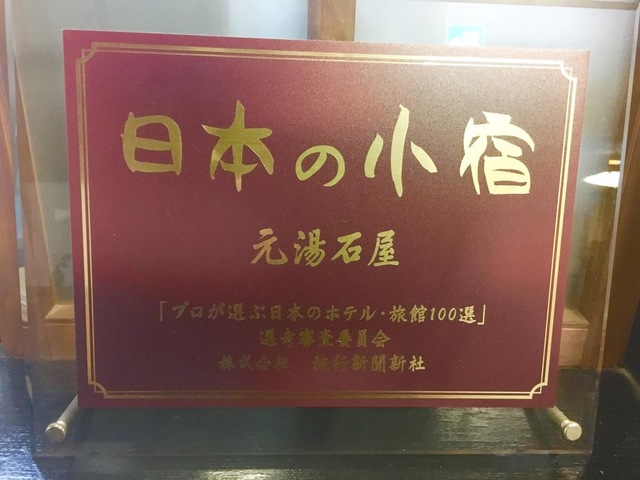 日本の小宿
元湯石屋
「プロが選ぶ日本のホテル・旅館100選」
選考審査委員会
株式会社 旅行新聞新社